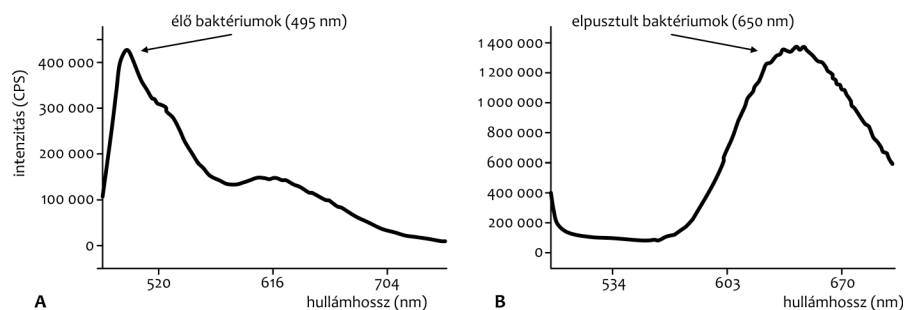 élő baktériumok (495 nm)
intenzitás (CPS)
400 000
300 000
200 000
100 000
0
520
616
704
hullámhossz (nm)
A
elpusztult baktériumok (650 nm)
1 400 000
1 200 000
1 000 000
800 000
600 000
400 000
200 000
0
534
603
670
hullámhossz (nm)
B